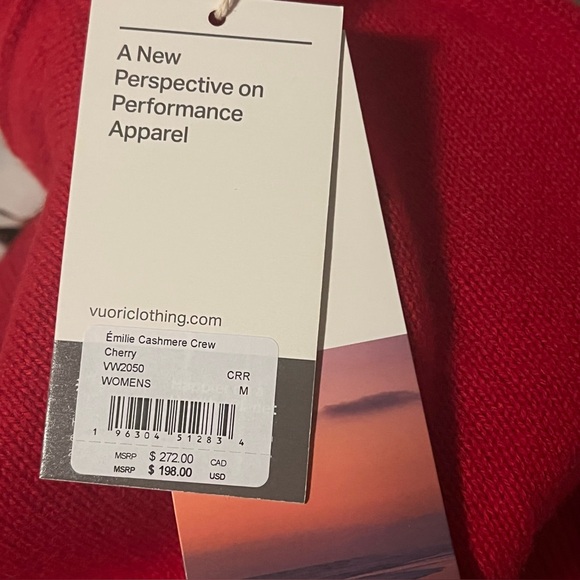 A New
Perspective on
Performance
Apparel
vuoriclothing.com
Émilie Cashmere Crew
Cherry
VW2050 CRR
WOMENS M
1 96304 51283 4
MSRP $ 272.00 CAD
MSRP $ 198.00 USD